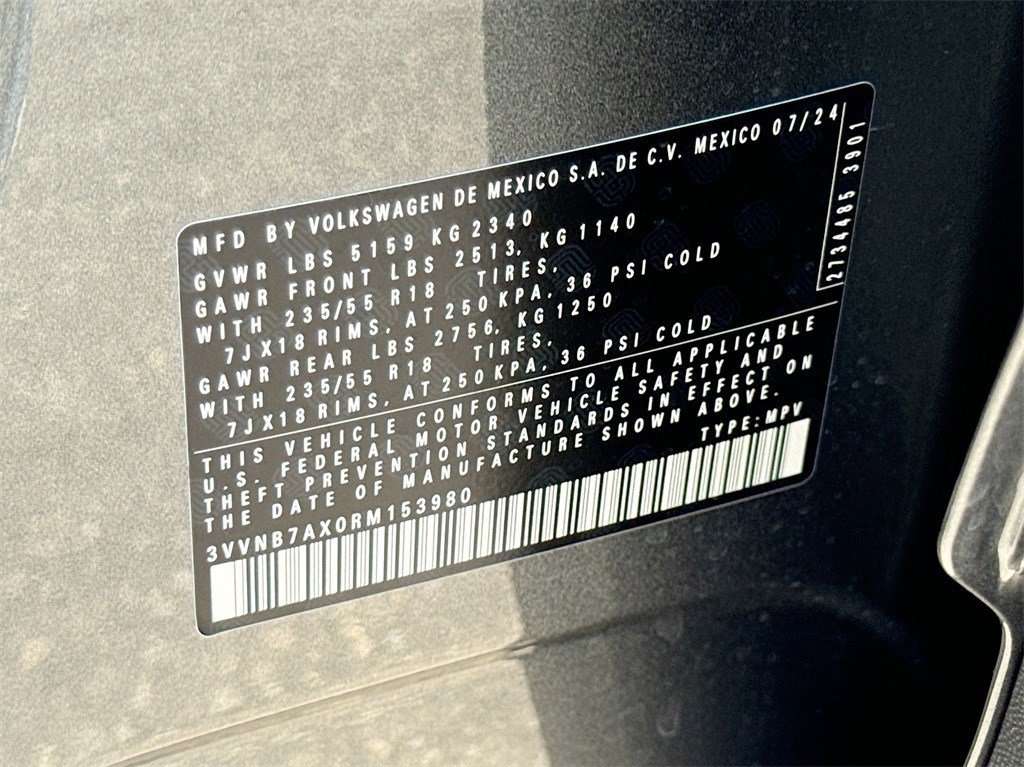 MFD BY VOLKSWAGEN DE MEXICO S.A. DE C.V. MEXICO 07/24
GVWR LBS 5159 KG 2340
GAWR FRONT LBS 2513, KG 1140
WITH 235/55 R18 TIRES,
7JX18 RIMS, AT 250 KPA, 36 PSI COLD
GAWR REAR LBS 2756, KG 1250
WITH 235/55 R18 TIRES,
7JX18 RIMS, AT 250 KPA, 36 PSI COLD
2734485 3901
THIS VEHICLE CONFORMS TO ALL APPLICABLE
U.S. FEDERAL MOTOR VEHICLE SAFETY AND
THEFT PREVENTION STANDARDS IN EFFECT ON
THE DATE OF MANUFACTURE SHOWN ABOVE.
3VVNB7AX0RM153980 TYPE: MPV